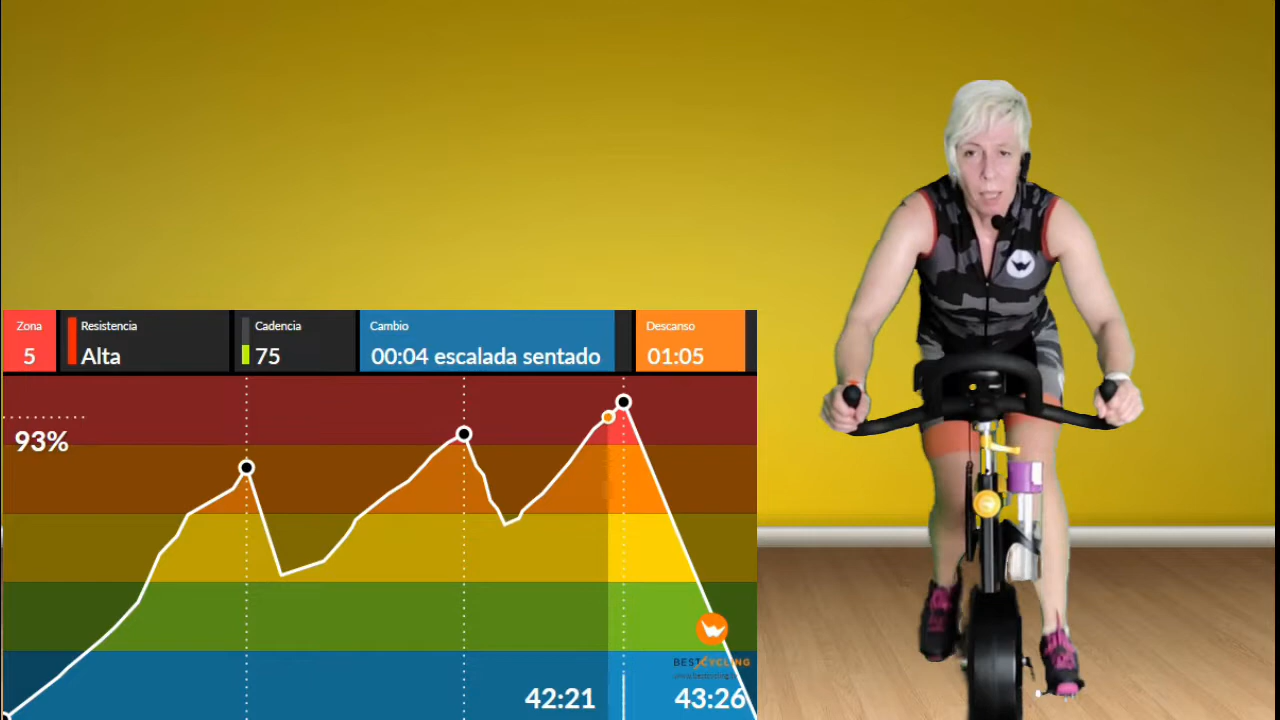 Zona
5
Resistencia
Alta
Cadencia
75
Cambio
00:04 escalada sentado
Descanso
01:05
93%
BESTCYCLING
42:21
43:26